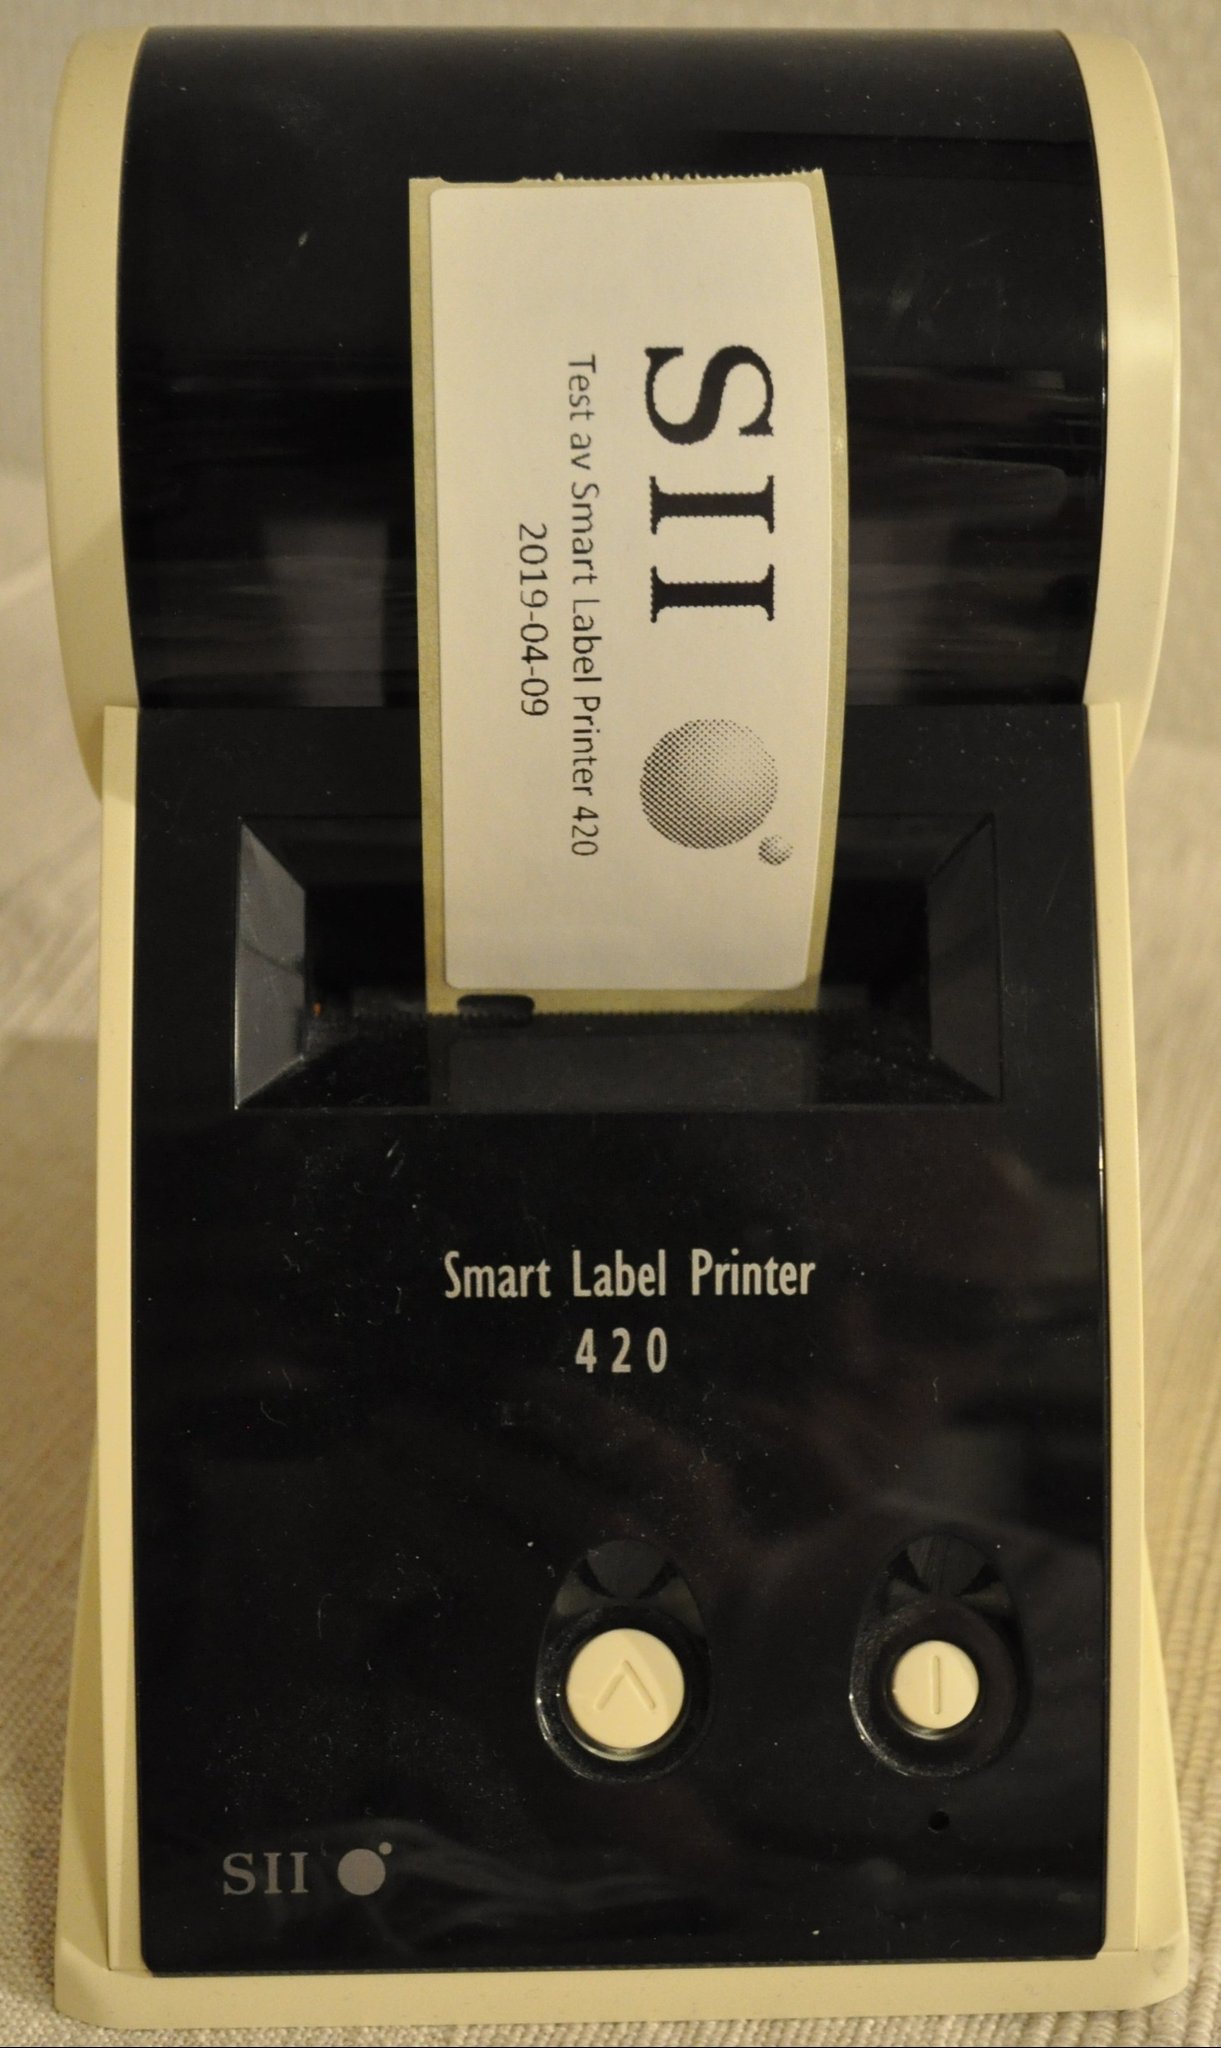 SII
Test av Smart Label Printer 420
2019-04-09
Smart Label Printer
420
SII